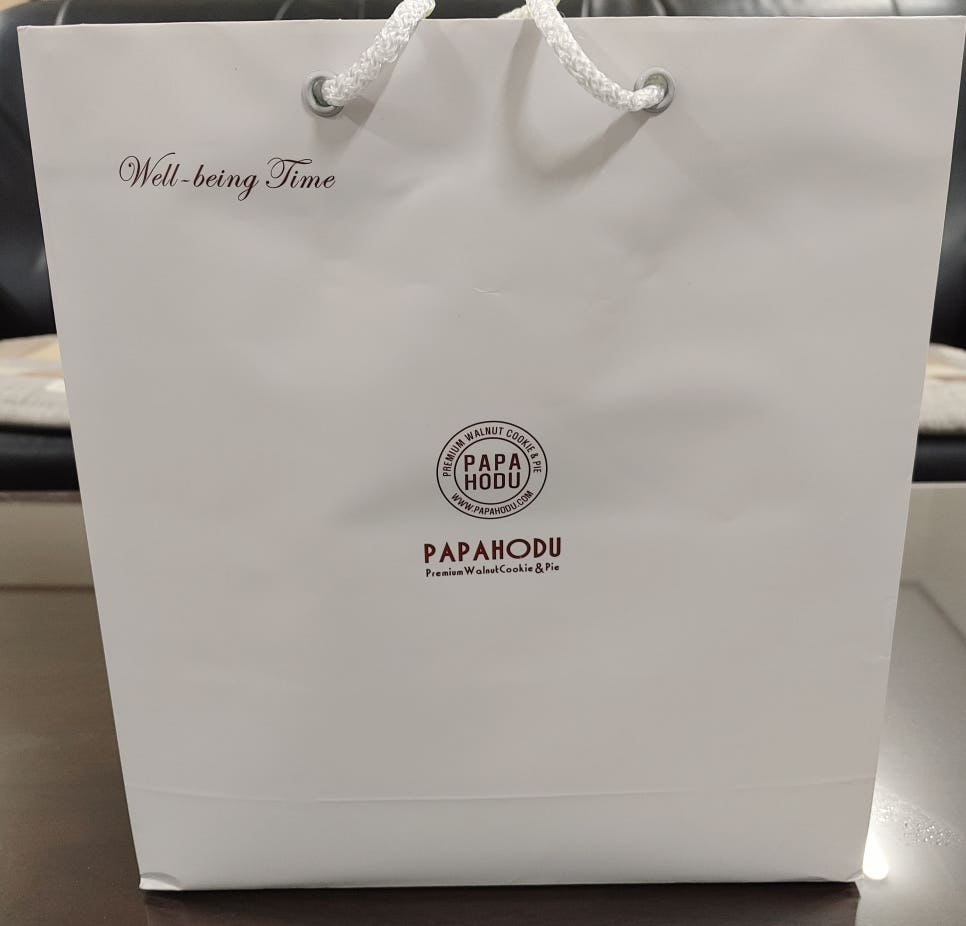 Well-being Time
PREMIUM WALNUT COOKIE & PIE
PAPA
HODU
WWW.PAPAHODU.COM
PAPAHODU
Premium Walnut Cookie & Pie